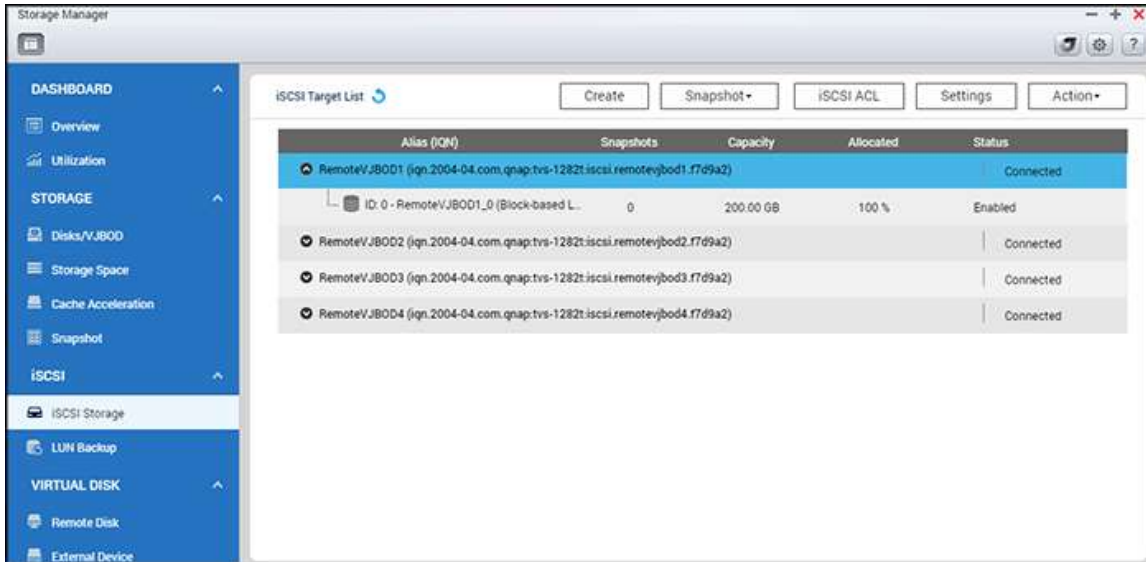 Storage Manager
?
DASHBOARD
Overview
Utilization
STORAGE
Disks/VJBOD
Storage Space
Cache Acceleration
Snapshot
iSCSI
iSCSI Storage
LUN Backup
VIRTUAL DISK
Remote Disk
External Device
iSCSI Target List Create Snapshot iSCSI ACL Settings Action
Alias (IQN) Snapshots Capacity Allocated Status
RemoteVJBOD1 (iqn.2004-04.com.qnap:tvs-1282t:iscsi.remotevjbod1.f7d9a2) Connected
ID: 0 - RemoteVJBOD1_0 (Block-based L... 0 200.00 GB 100 % Enabled
RemoteVJBOD2 (iqn.2004-04.com.qnap:tvs-1282t:iscsi.remotevjbod2.f7d9a2) Connected
RemoteVJBOD3 (iqn.2004-04.com.qnap:tvs-1282t:iscsi.remotevjbod3.f7d9a2) Connected
RemoteVJBOD4 (iqn.2004-04.com.qnap:tvs-1282t:iscsi.remotevjbod4.f7d9a2) Connected